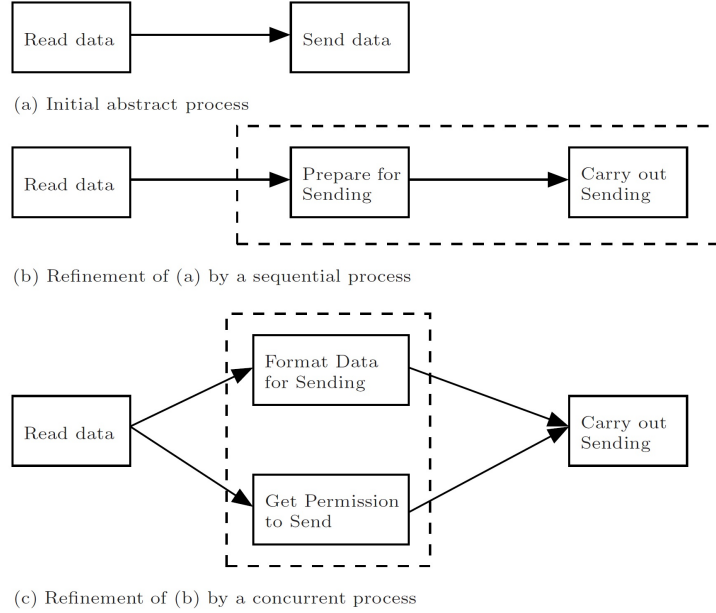 Read data
Send data
(a) Initial abstract process
Read data
Prepare for
Sending
Carry out
Sending
(b) Refinement of (a) by a sequential process
Format Data
for Sending
Read data
Carry out
Sending
Get Permission
to Send
(c) Refinement of (b) by a concurrent process